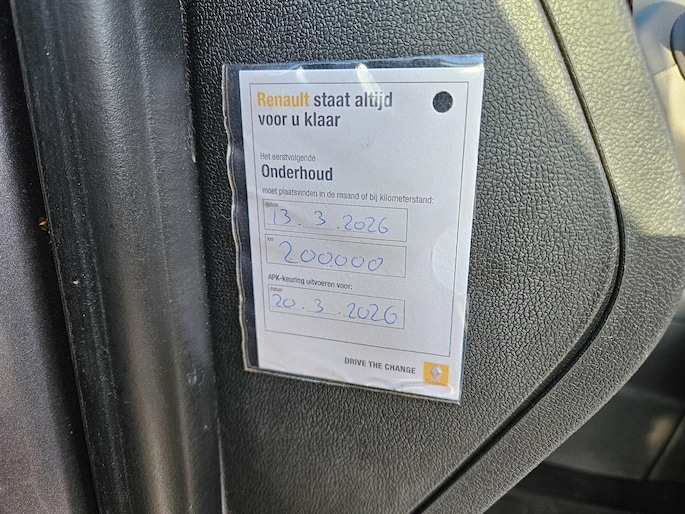 Renault staat altijd
voor u klaar
Het eerstvolgende
Onderhoud
moet plaatsvinden in de maand of bij kilometerstand:
datum
13.3.2026
km
200000
APK-keuring uitvoeren voor:
datum
20.3.2026
DRIVE THE CHANGE